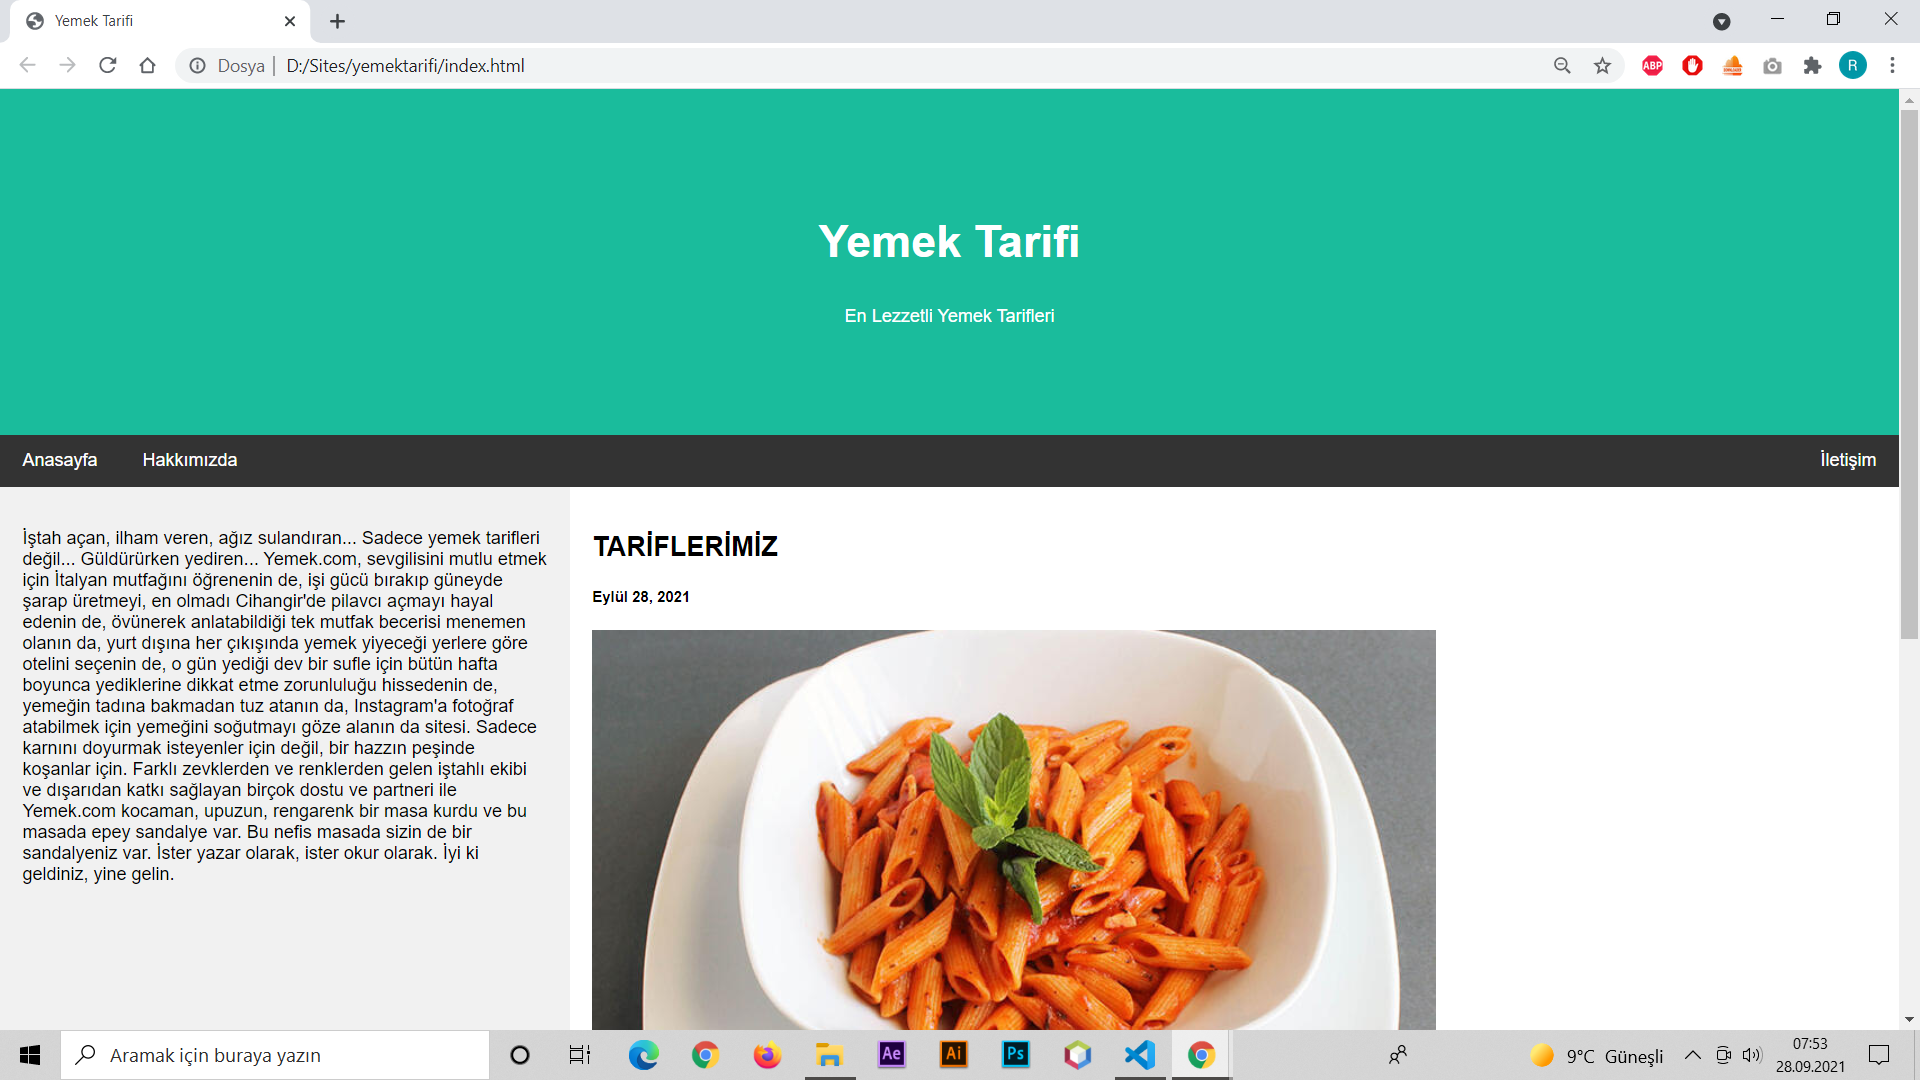 Yemek Tarifi
Dosya | D:/Sites/yemektarifi/index.html
ABP
R
Yemek Tarifi
En Lezzetli Yemek Tarifleri
Anasayfa Hakkımızda İletişim
İştah açan, ilham veren, ağız sulandıran... Sadece yemek tarifleri
değil... Güldürürken yediren... Yemek.com, sevgilisini mutlu etmek
için İtalyan mutfağını öğrenenin de, işi gücü bırakıp güneyde
şarap üretmeyi, en olmadı Cihangir'de pilavcı açmayı hayal
edenin de, övünerek anlatabildiği tek mutfak becerisi menemen
olanın da, yurt dışına her çıkışında yemek yiyeceği yerlere göre
otelini seçenin de, o gün yediği dev bir sufle için bütün hafta
boyunca yediklerine dikkat etme zorunluluğu hissedenin de,
yemeğin tadına bakmadan tuz atanın da, Instagram'a fotoğraf
atabilmek için yemeğini soğutmayı göze alanın da sitesi. Sadece
karnını doyurmak isteyenler için değil, bir hazzın peşinde
koşanlar için. Farklı zevklerden ve renklerden gelen iştahlı ekibi
ve dışarıdan katkı sağlayan birçok dostu ve partneri ile
Yemek.com kocaman, upuzun, rengarenk bir masa kurdu ve bu
masada epey sandalye var. Bu nefis masada sizin de bir
sandalyeniz var. İster yazar olarak, ister okur olarak. İyi ki
geldiniz, yine gelin.
TARİFLERİMİZ
Eylül 28, 2021
Aramak için buraya yazın
Ae
Ai
Ps
9°C Güneşli
07:53
28.09.2021